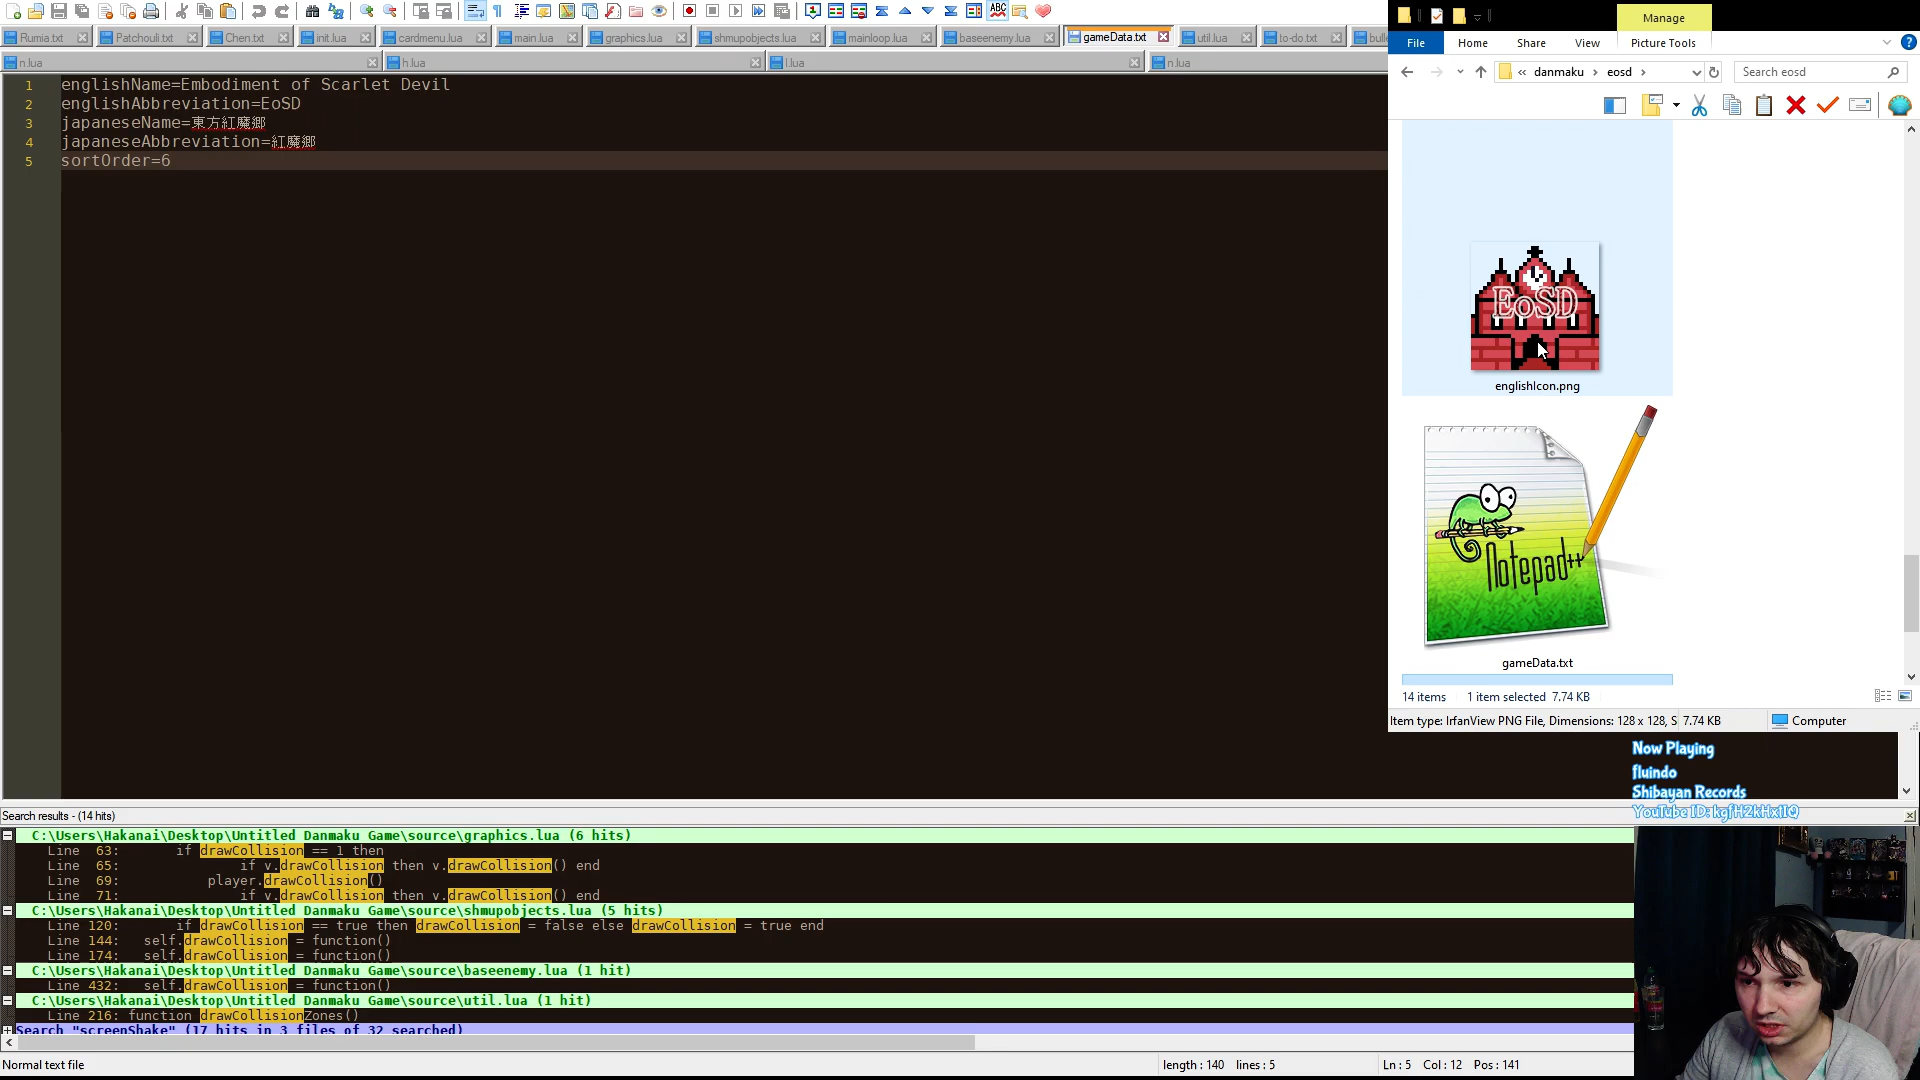 Rumia.txt Patchouli.txt Chen.txt init.lua cardmenu.lua main.lua graphics.lua shmupobjects.lua mainloop.lua baseenemy.lua gameData.txt util.lua to-do.txt
n.lua h.lua l.lua n.lua
1 englishName=Embodiment of Scarlet Devil
2 englishAbbreviation=EoSD
3 japaneseName=東方紅魔郷
4 japaneseAbbreviation=紅魔郷
5 sortOrder=6
Manage
File Home Share View Picture Tools
« danmaku › eosd › Search eosd
EoSD
englishIcon.png
Notepad++
gameData.txt
14 items 1 item selected 7.74 KB
Item type: IrfanView PNG File, Dimensions: 128 x 128, S 7.74 KB Computer
Now Playing
fluindo
Shibayan Records
Search results - (14 hits)
C:\Users\Hakanai\Desktop\Untitled Danmaku Game\source\graphics.lua (6 hits)
Line 63: if drawCollision == 1 then
Line 65: if v.drawCollision then v.drawCollision() end
Line 69: player.drawCollision()
Line 71: if v.drawCollision then v.drawCollision() end
C:\Users\Hakanai\Desktop\Untitled Danmaku Game\source\shmupobjects.lua (5 hits)
Line 120: if drawCollision == true then drawCollision = false else drawCollision = true end
Line 144: self.drawCollision = function()
Line 174: self.drawCollision = function()
C:\Users\Hakanai\Desktop\Untitled Danmaku Game\source\baseenemy.lua (1 hit)
Line 432: self.drawCollision = function()
C:\Users\Hakanai\Desktop\Untitled Danmaku Game\source\util.lua (1 hit)
Line 216: function drawCollisionZones()
Search "screenShake" (17 hits in 3 files of 32 searched)
Normal text file length : 140 lines : 5 Ln : 5 Col : 12 Pos : 141